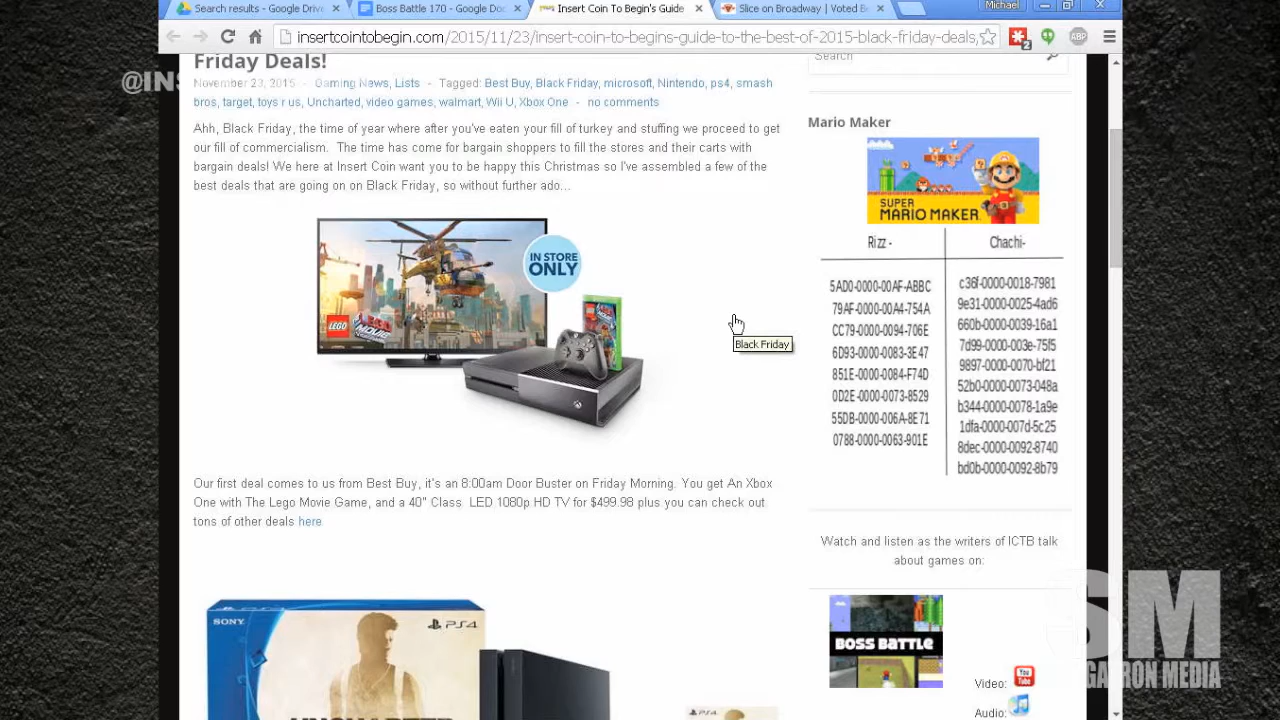 Search results - Google Drive
Boss Battle 170 - Google Doc
Insert Coin To Begin's Guide
Slice on Broadway | Voted B
Michael
insertcointobegin.com/2015/11/23/insert-coin-to-begins-guide-to-the-best-of-2015-black-friday-deals
2
ABP
@INS
Friday Deals!
November 23, 2015 - Gaming News, Lists - Tagged: Best Buy, Black Friday, microsoft, Nintendo, ps4, smash
bros, target, toys r us, Uncharted, video games, walmart, Wii U, Xbox One - no comments
Ahh, Black Friday, the time of year where after you've eaten your fill of turkey and stuffing we proceed to get
our fill of commercialism. The time has come for bargain shoppers to fill the stores and their carts with
bargain deals! We here at Insert Coin want you to be happy this Christmas so I've assembled a few of the
best deals that are going on on Black Friday, so without further ado...
IN STORE
ONLY
LEGO
THE LEGO MOVIE
Black Friday
Our first deal comes to us from Best Buy, it's an 8:00am Door Buster on Friday Morning. You get An Xbox
One with The Lego Movie Game, and a 40" Class LED 1080p HD TV for $499.98 plus you can check out
tons of other deals here
SONY
PS4
UNCHARTED
PS4
Search
Mario Maker
SUPER
MARIO MAKER
Rizz -
5AD0-0000-00AF-ABBC
79AF-0000-00A4-754A
CC79-0000-0094-706E
6D93-0000-0083-3E47
851E-0000-0084-F74D
0D2E-0000-0073-8529
55DB-0000-006A-8E71
0788-0000-0063-901E
Chachi-
c36f-0000-0018-7981
9e31-0000-0025-4ad6
660b-0000-0039-16a1
7d99-0000-003e-75f5
9897-0000-0070-bf21
52b0-0000-0073-048a
b344-0000-0078-1a9e
1dfa-0000-007d-5c25
8dec-0000-0092-8740
bd0b-0000-0092-8b79
Watch and listen as the writers of ICTB talk
about games on:
BOSS BATTLE
Video:
You
Tube
Audio:
SM
GATRON MEDIA